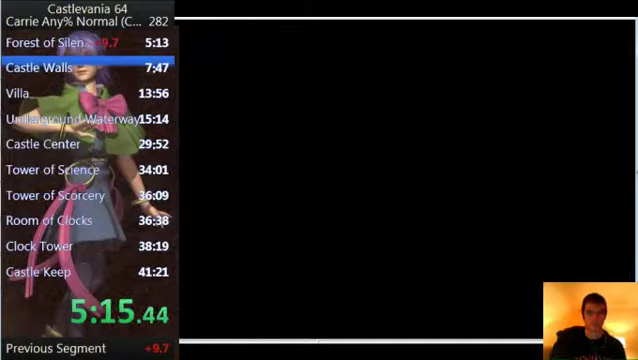 Castlevania 64
Carrie Any% Normal (C... 282
Forest of Silen... +9.7 5:13
Castle Walls 7:47
Villa 13:56
Underground Waterway 15:14
Castle Center 29:52
Tower of Science 34:01
Tower of Scorcery 36:09
Room of Clocks 36:38
Clock Tower 38:19
Castle Keep 41:21
5:15.44
Previous Segment +9.7